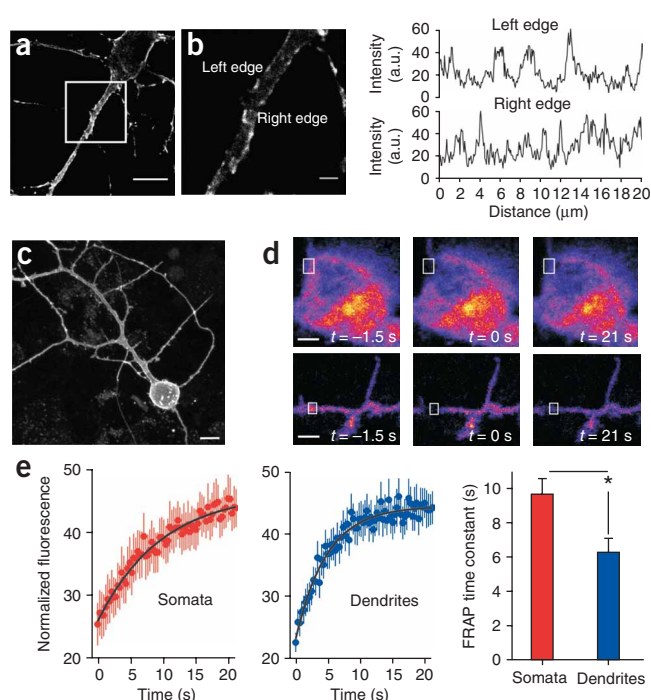 a
b
Left edge
Right edge
Left edge
Intensity
(a.u.)
60
40
20
0
Right edge
Intensity
(a.u.)
60
40
20
0
0 2 4 6 8 10 11 12 14 16 18 20
Distance (μm)
c
d
t = –1.5 s
t = 0 s
t = 21 s
t = –1.5 s
t = 0 s
t = 21 s
e
Normalized fluorescence
50
40
30
20
Somata
0 5 10 15 20
Time (s)
50
40
30
20
Dendrites
0 5 10 15 20
Time (s)
FRAP time constant (s)
10
8
6
4
2
0
*
Somata Dendrites